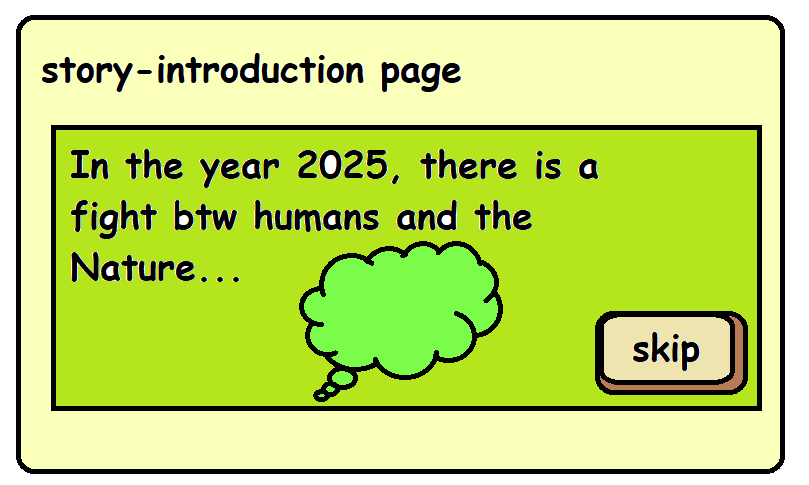 story-introduction page
In the year 2025, there is a
fight btw humans and the
Nature...
skip